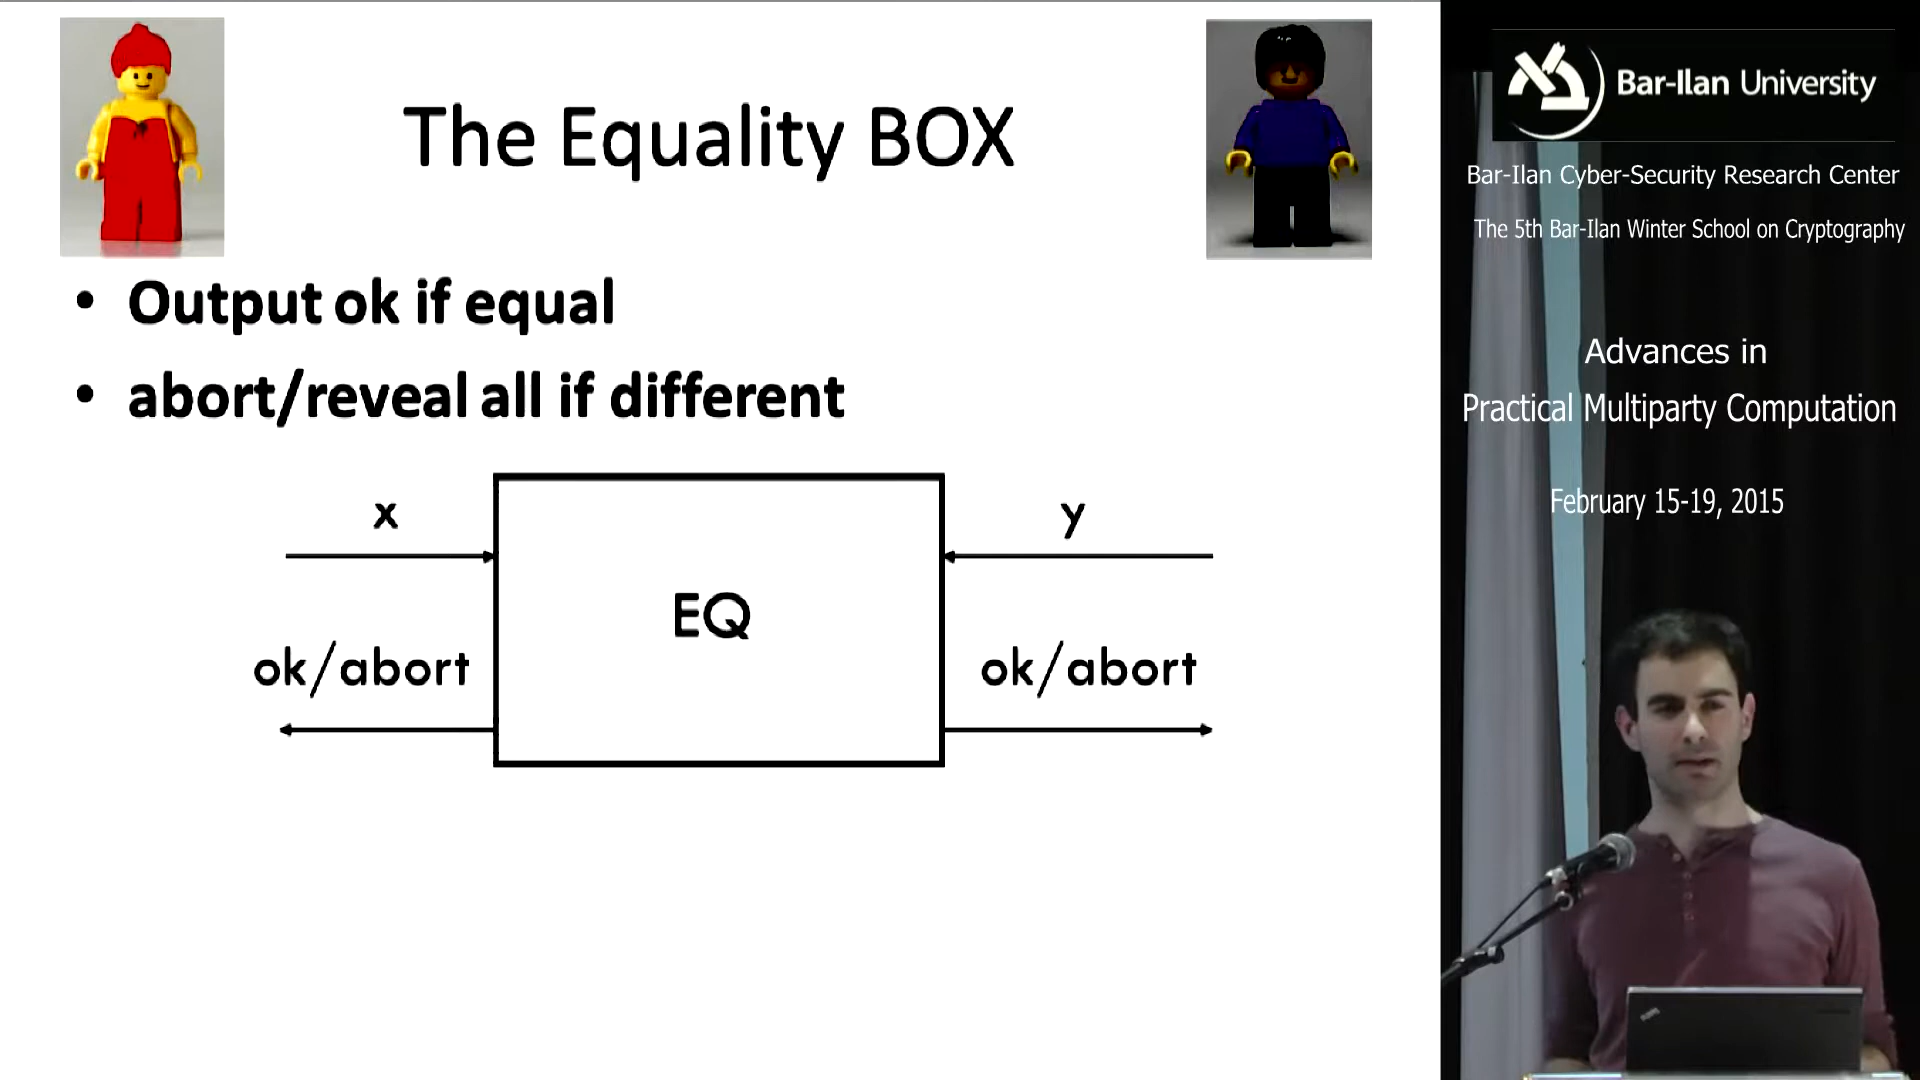 The Equality BOX
• Output ok if equal
• abort/reveal all if different
x
y
EQ
ok/abort
ok/abort
Bar-Ilan University
Bar-Ilan Cyber-Security Research Center
The 5th Bar-Ilan Winter School on Cryptography
Advances in
Practical Multiparty Computation
February 15-19, 2015